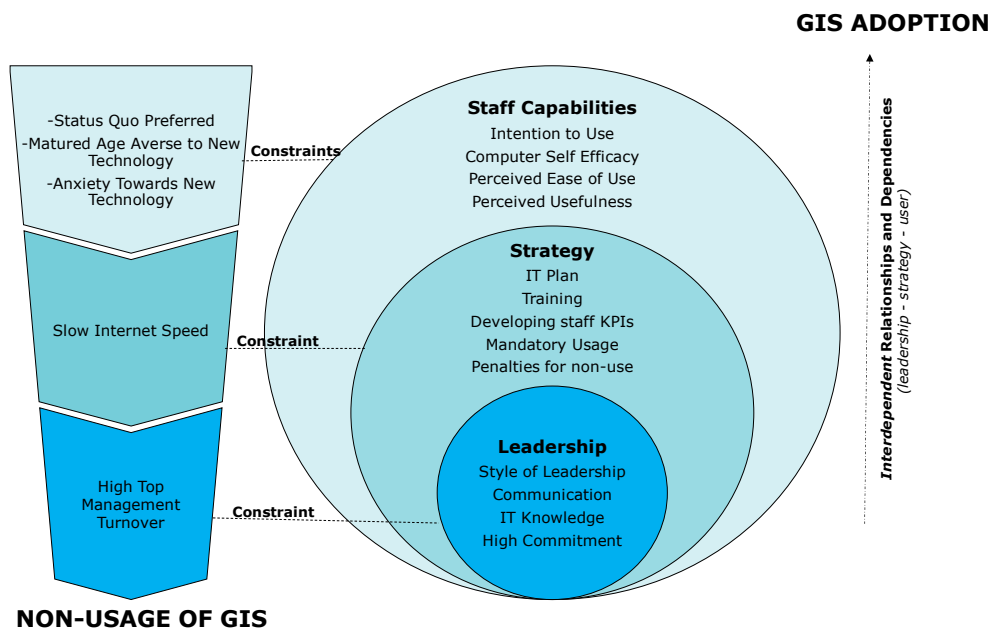 GIS ADOPTION
-Status Quo Preferred
-Matured Age Averse to New
Technology
-Anxiety Towards New
Technology
Constraints
Staff Capabilities
Intention to Use
Computer Self Efficacy
Perceived Ease of Use
Perceived Usefulness
Slow Internet Speed
Constraint
Strategy
IT Plan
Training
Developing staff KPIs
Mandatory Usage
Penalties for non-use
High Top
Management
Turnover
Constraint
Leadership
Style of Leadership
Communication
IT Knowledge
High Commitment
Interdependent Relationships and Dependencies
(leadership - strategy - user)
NON-USAGE OF GIS